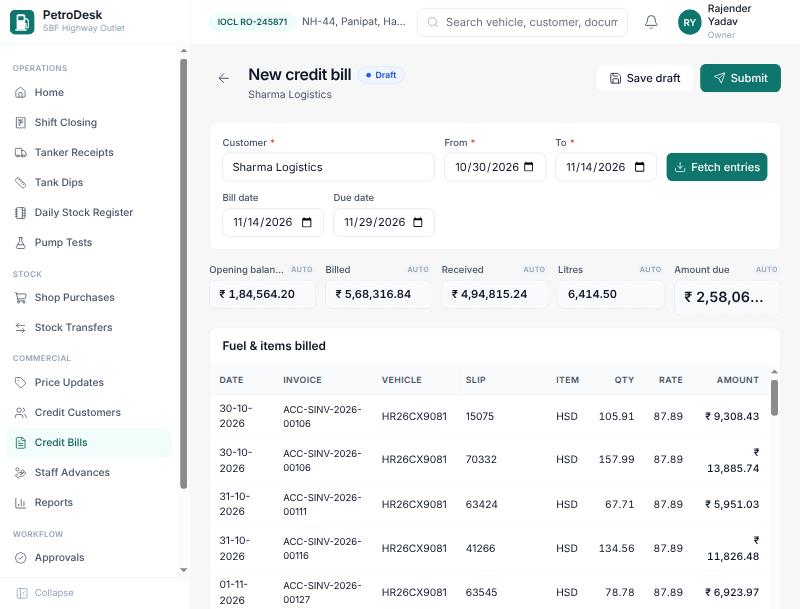 PetroDesk
SBF Highway Outlet
IOCL RO-245871
NH-44, Panipat, Ha...
Search vehicle, customer, docum
RY
Rajender Yadav
Owner
OPERATIONS
Home
Shift Closing
Tanker Receipts
Tank Dips
Daily Stock Register
Pump Tests
STOCK
Shop Purchases
Stock Transfers
COMMERCIAL
Price Updates
Credit Customers
Credit Bills
Staff Advances
Reports
WORKFLOW
Approvals
Collapse
New credit bill
Draft
Sharma Logistics
Save draft
Submit
Customer *
From *
To *
Sharma Logistics
10/30/2026
11/14/2026
Fetch entries
Bill date
Due date
11/14/2026
11/29/2026
Opening balan... AUTO
Billed AUTO
Received AUTO
Litres AUTO
Amount due AUTO
₹ 1,84,564.20
₹ 5,68,316.84
₹ 4,94,815.24
6,414.50
₹ 2,58,06...
Fuel & items billed
DATE INVOICE VEHICLE SLIP ITEM QTY RATE AMOUNT
30-10-2026 ACC-SINV-2026-00106 HR26CX9081 15075 HSD 105.91 87.89 ₹ 9,308.43
30-10-2026 ACC-SINV-2026-00106 HR26CX9081 70332 HSD 157.99 87.89 ₹ 13,885.74
31-10-2026 ACC-SINV-2026-00111 HR26CX9081 63424 HSD 67.71 87.89 ₹ 5,951.03
31-10-2026 ACC-SINV-2026-00116 HR26CX9081 41266 HSD 134.56 87.89 ₹ 11,826.48
01-11-2026 ACC-SINV-2026-00127 HR26CX9081 63545 HSD 78.78 87.89 ₹ 6,923.97